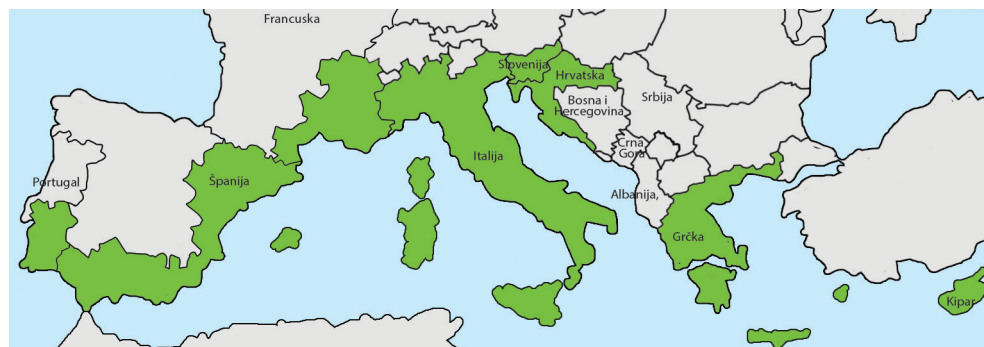 Francuska
Slovenija
Hrvatska
Bosna i
Hercegovina
Srbija
Crna
Gora
Italija
Portugal
Španija
Albanija,
Grčka
Kipar